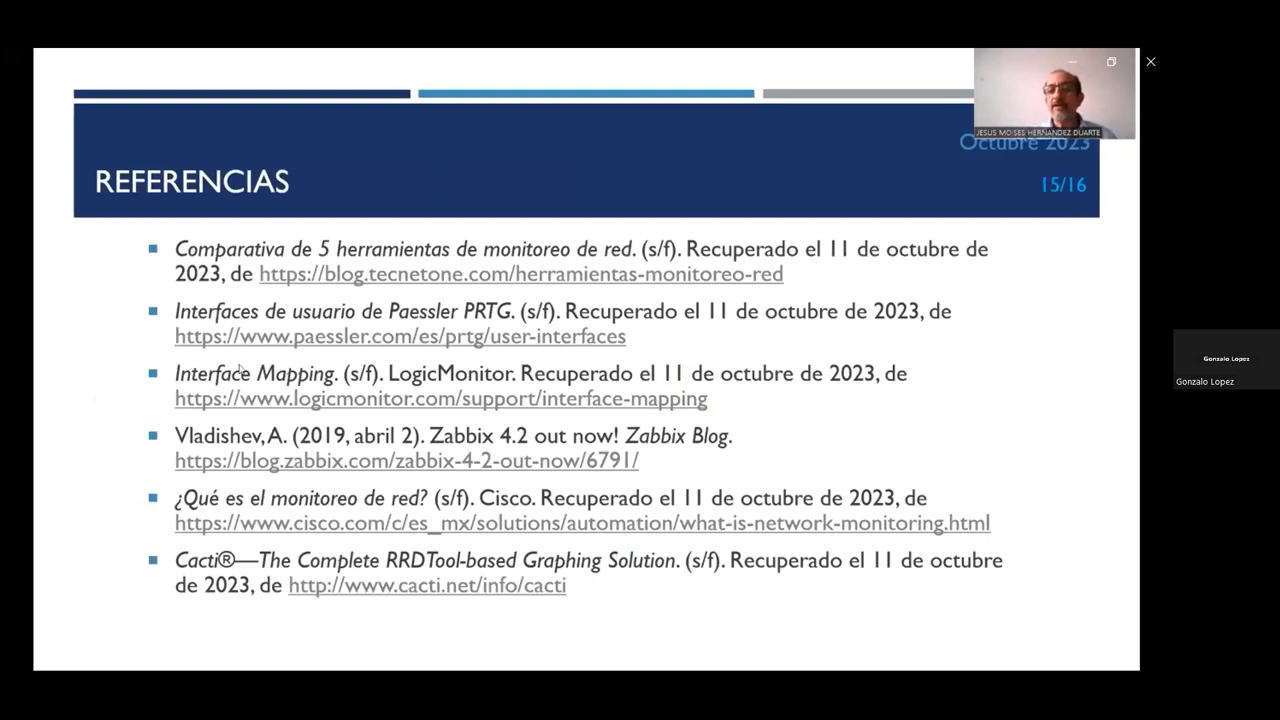 JESUS MOISES HERNANDEZ DUARTE
Octubre 2023
REFERENCIAS
15/16
Comparativa de 5 herramientas de monitoreo de red. (s/f). Recuperado el 11 de octubre de
2023, de https://blog.tecnetone.com/herramientas-monitoreo-red
Interfaces de usuario de Paessler PRTG. (s/f). Recuperado el 11 de octubre de 2023, de
https://www.paessler.com/es/prtg/user-interfaces
Interface Mapping. (s/f). LogicMonitor. Recuperado el 11 de octubre de 2023, de
https://www.logicmonitor.com/support/interface-mapping
Vladishev, A. (2019, abril 2). Zabbix 4.2 out now! Zabbix Blog.
https://blog.zabbix.com/zabbix-4-2-out-now/6791/
¿Qué es el monitoreo de red? (s/f). Cisco. Recuperado el 11 de octubre de 2023, de
https://www.cisco.com/c/es_mx/solutions/automation/what-is-network-monitoring.html
Cacti®—The Complete RRDTool-based Graphing Solution. (s/f). Recuperado el 11 de octubre
de 2023, de http://www.cacti.net/info/cacti
Gonzalo Lopez
Gonzalo Lopez